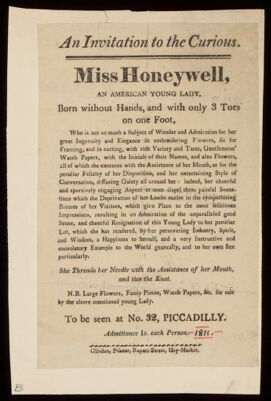 An Invitation to the Curious.
Miss Honeywell,
AN AMERICAN YOUNG LADY,
Born without Hands, and with only 3 Toes
on one Foot,
Who is not so much a Subject of Wonder and Admiration for her
great Ingenuity and Elegance in embroidering Flowers, &c for
Fracting, and in cutting, with rich Variety and Taste, Gentlemens'
Watch Papers, with the Initials of their Names, and also Flowers,
all of which she executes with the Assistance of her Mouth, as for the
peculiar Felicity of her Disposition, and her entertaining Style of
Conversation, diffusing Gaiety all around her: indeed, her cheerful
and sportively engaging Aspect at once dispel those painful Sensa-
tions which the Deprivation of her Limbs excites in the sympathising
Breasts of her Visitors, which give Place to the most felicitous
Impressions, resulting in an Admiration of the unparalleled good
Sense, and cheerful Resignation of this Young Lady to her peculiar
Lot, which she has rendered, by her persevering Industry, Spirit,
and Wisdom, a Happiness to herself, and a very instructive and
consolatory Example to the World generally, and to her own Sex
particularly.
She Threads her Needle with the Assistance of her Mouth,
and ties the Knot.
N.B. Large Flowers, Fancy Pieces, Watch Papers, &c. for sale
by the above mentioned young Lady.
To be seen at No. 32, PICCADILLY.
Admittance 1s. each Person.
Glindon, Printer, Rupert-Street, Hay-Market.
B